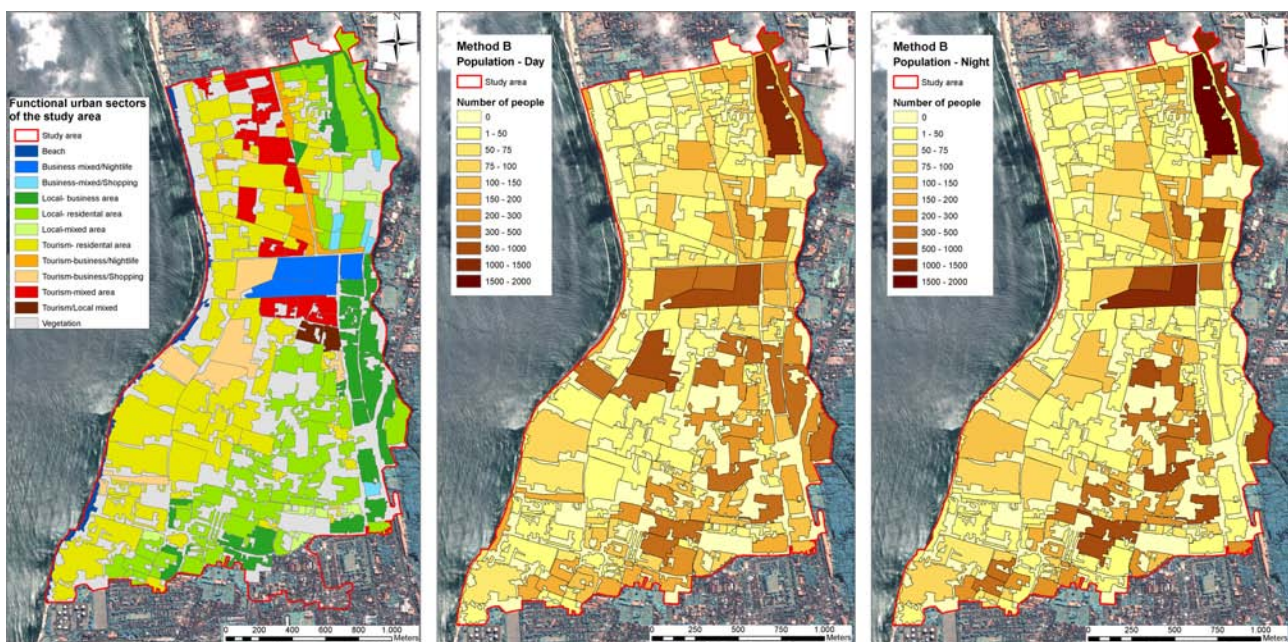 N
Functional urban sectors
of the study area
Study area
Beach
Business mixed/Nightlife
Business-mixed/Shopping
Local- business area
Local- residental area
Local-mixed area
Tourism- residental area
Tourism-business/Nightlife
Tourism-business/Shopping
Tourism-mixed area
Tourism/Local mixed
Vegetation
0 200 400 600 800 1.000
Meters
N
Method B
Population - Day
Study area
Number of people
0
1 - 50
50 - 75
75 - 100
100 - 150
150 - 200
200 - 300
300 - 500
500 - 1000
1000 - 1500
1500 - 2000
0 250 500 750 1.000
Meters
N
Method B
Population - Night
Study area
Number of people
0
1 - 50
50 - 75
75 - 100
100 - 150
150 - 200
200 - 300
300 - 500
500 - 1000
1000 - 1500
1500 - 2000
0 250 500 750 1.000
Meters